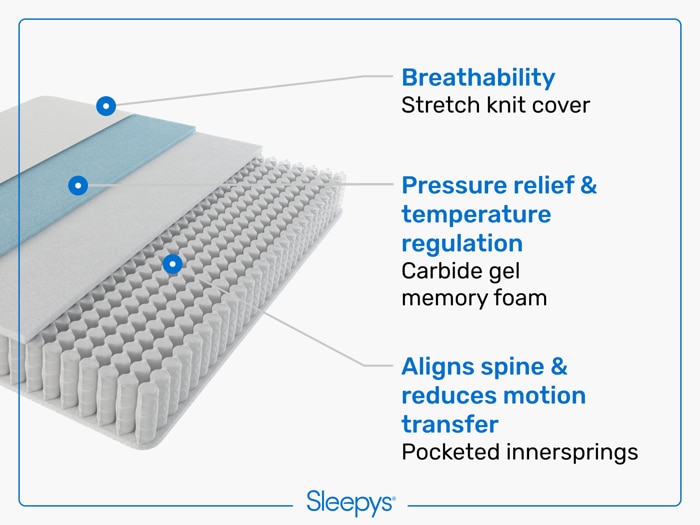 Breathability
Stretch knit cover
Pressure relief &
temperature
regulation
Carbide gel
memory foam
Aligns spine &
reduces motion
transfer
Pocketed innersprings
Sleepys®